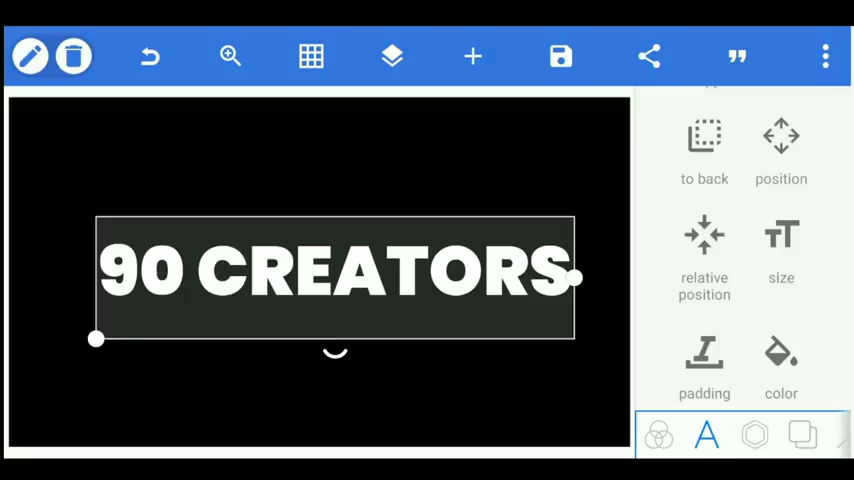 to back
position
90 CREATORS
relative
position
size
padding
color